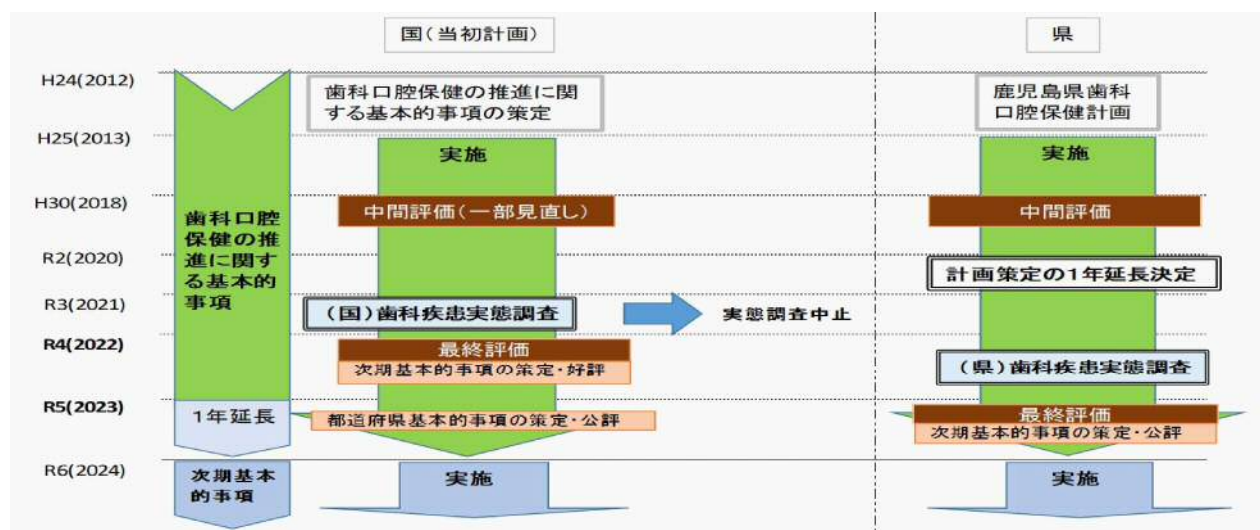 国(当初計画)
県
H24(2012)
歯科口腔保健の推進に関
する基本的事項の策定
鹿児島県歯科
口腔保健計画
H25(2013)
実施
実施
H30(2018)
中間評価(一部見直し)
中間評価
歯科口腔
保健の推
進に関す
る基本的
事項
R2(2020)
計画策定の1年延長決定
R3(2021)
(国)歯科疾患実態調査
実態調査中止
R4(2022)
最終評価
次期基本的事項の策定・好評
(県)歯科疾患実態調査
R5(2023)
1年延長
都道府県基本的事項の策定・公評
最終評価
次期基本的事項の策定・公評
R6(2024)
次期基本
的事項
実施
実施